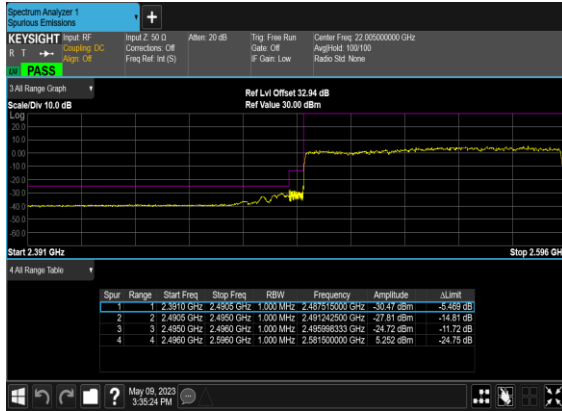 Spectrum Analyzer 1
Spurious Emissions
+
KEYSIGHT
R T
Input: RF
Coupling: DC
Align: Off
Input Z: 50 Ω
Corrections: Off
Freq Ref: Int (S)
Atten: 20 dB
Trig: Free Run
Gate: Off
IF Gain: Low
Center Freq: 22.005000000 GHz
Avg|Hold: 100/100
Radio Std: None
PASS
3 All Range Graph
Scale/Div 10.0 dB
Ref Lvl Offset 32.94 dB
Ref Value 30.00 dBm
Log
20.0
10.0
0.00
-10.0
-20.0
-30.0
-40.0
-50.0
-60.0
Start 2.391 GHz
Stop 2.596 GH
4 All Range Table
Spur Range Start Freq Stop Freq RBW Frequency Amplitude ΔLimit
1 1 2.3910 GHz 2.4905 GHz 1.000 MHz 2.487515000 GHz -30.47 dBm -5.469 dB
2 2 2.4905 GHz 2.4950 GHz 1.000 MHz 2.491242500 GHz -27.81 dBm -14.81 dB
3 3 2.4950 GHz 2.4960 GHz 1.000 MHz 2.495998333 GHz -24.72 dBm -11.72 dB
4 4 2.4960 GHz 2.5960 GHz 1.000 MHz 2.581500000 GHz 5.252 dBm -24.75 dB
?
May 09, 2023
3:35:24 PM